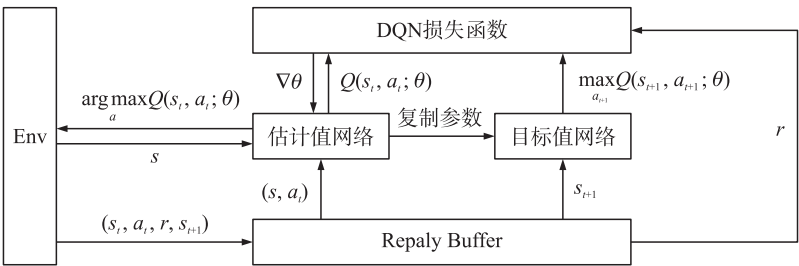 DQN损失函数
∇θ
Q(s_t, a_t; θ)
max_{a_{t+1}} Q(s_{t+1}, a_{t+1}; θ)
arg max_a Q(s_t, a_t; θ)
Env
估计值网络
复制参数
目标值网络
r
s
(s, a_t)
s_{t+1}
(s_t, a_t, r, s_{t+1})
Repaly Buffer